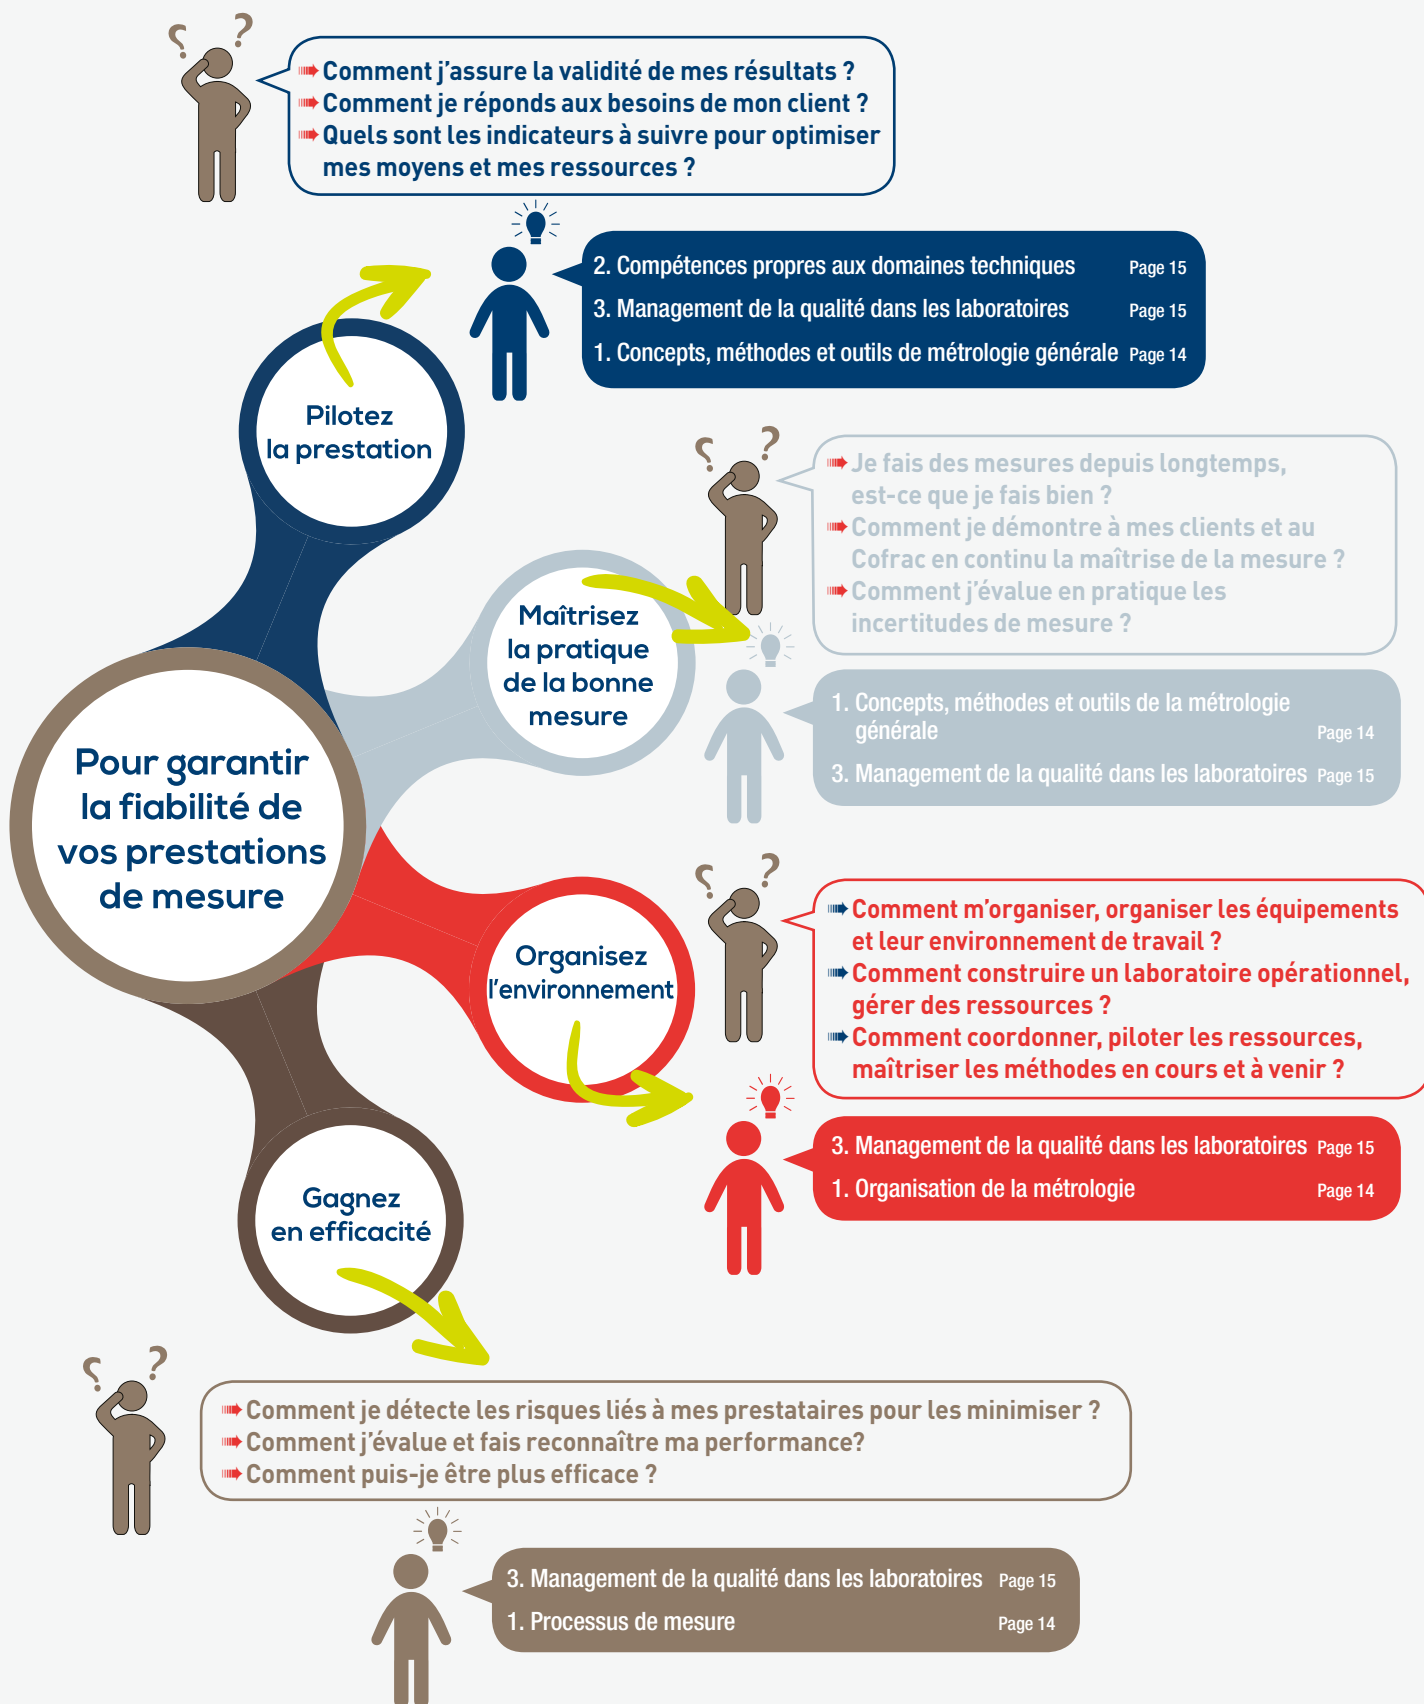 Comment j'assure la validité de mes résultats ?
Comment je réponds aux besoins de mon client ?
Quels sont les indicateurs à suivre pour optimiser
mes moyens et mes ressources ?
2. Compétences propres aux domaines techniques Page 15
3. Management de la qualité dans les laboratoires Page 15
1. Concepts, méthodes et outils de métrologie générale Page 14
Pilotez
la prestation
Je fais des mesures depuis longtemps,
est-ce que je fais bien ?
Comment je démontre à mes clients et au
Cofrac en continu la maîtrise de la mesure ?
Comment j'évalue en pratique les
incertitudes de mesure ?
Maîtrisez
la pratique
de la bonne
mesure
1. Concepts, méthodes et outils de la métrologie
générale Page 14
3. Management de la qualité dans les laboratoires Page 15
Pour garantir
la fiabilité de
vos prestations
de mesure
Comment m'organiser, organiser les équipements
et leur environnement de travail ?
Comment construire un laboratoire opérationnel,
gérer des ressources ?
Comment coordonner, piloter les ressources,
maîtriser les méthodes en cours et à venir ?
Organisez
l'environnement
3. Management de la qualité dans les laboratoires Page 15
1. Organisation de la métrologie Page 14
Gagnez
en efficacité
Comment je détecte les risques liés à mes prestataires pour les minimiser ?
Comment j'évalue et fais reconnaître ma performance?
Comment puis-je être plus efficace ?
3. Management de la qualité dans les laboratoires Page 15
1. Processus de mesure Page 14